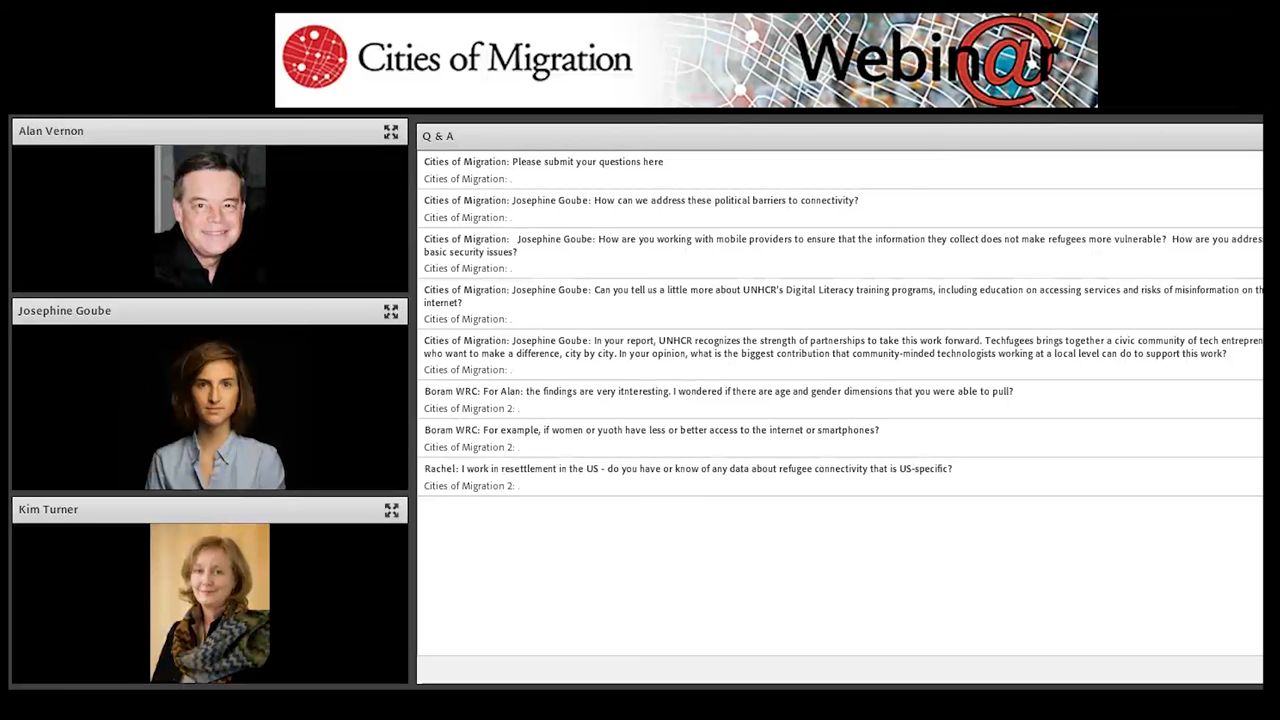 Cities of Migration
Webin@r
Alan Vernon
Josephine Goube
Kim Turner
Q & A
Cities of Migration: Please submit your questions here
Cities of Migration: .
Cities of Migration: Josephine Goube: How can we address these political barriers to connectivity?
Cities of Migration: .
Cities of Migration:   Josephine Goube: How are you working with mobile providers to ensure that the information they collect does not make refugees more vulnerable?  How are you addres
basic security issues?
Cities of Migration: .
Cities of Migration: Josephine Goube: Can you tell us a little more about UNHCR's Digital Literacy training programs, including education on accessing services and risks of misinformation on th
internet?
Cities of Migration: .
Cities of Migration: Josephine Goube: In your report, UNHCR recognizes the strength of partnerships to take this work forward. Techfugees brings together a civic community of tech entrepren
who want to make a difference, city by city. In your opinion, what is the biggest contribution that community-minded technologists working at a local level can do to support this work?
Cities of Migration: .
Boram WRC: For Alan: the findings are very itnteresting. I wondered if there are age and gender dimensions that you were able to pull?
Cities of Migration 2: .
Boram WRC: For example, if women or yuoth have less or better access to the internet or smartphones?
Cities of Migration 2: .
Rachel: I work in resettlement in the US - do you have or know of any data about refugee connectivity that is US-specific?
Cities of Migration 2: .